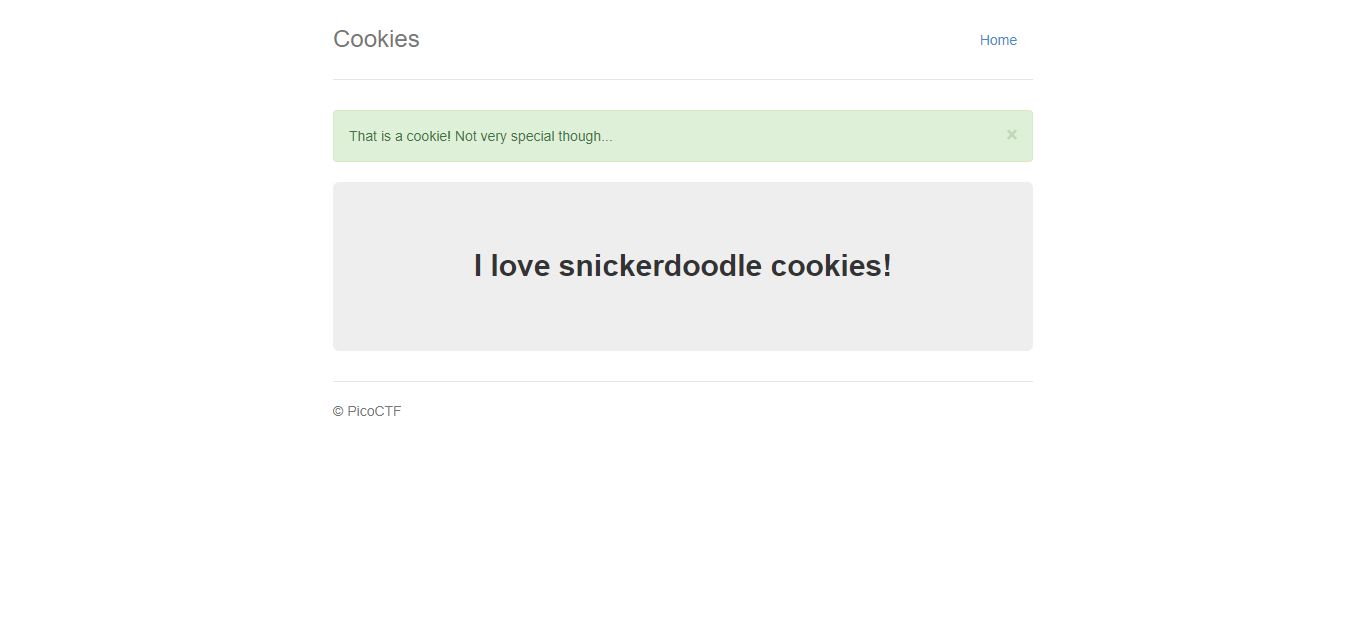 Cookies
Home
That is a cookie! Not very special though...
×
I love snickerdoodle cookies!
© PicoCTF